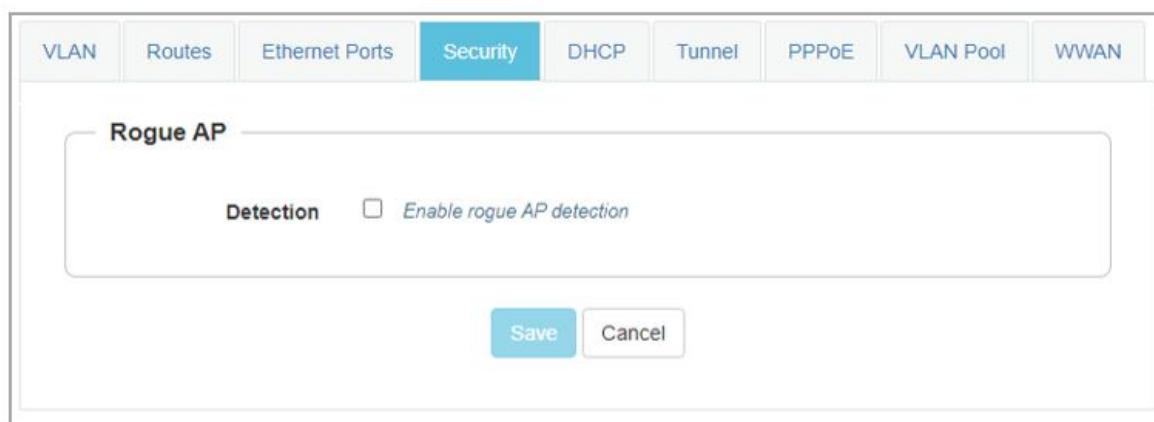 VLAN Routes Ethernet Ports Security DHCP Tunnel PPPoE VLAN Pool WWAN
Rogue AP
Detection Enable rogue AP detection
Save Cancel